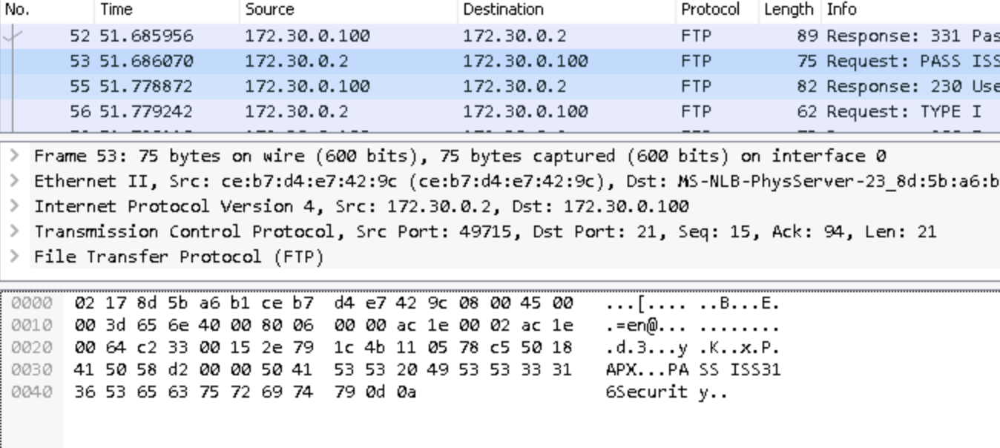 No. Time Source Destination Protocol Length Info
52 51.685956 172.30.0.100 172.30.0.2 FTP 89 Response: 331 Pas
53 51.686070 172.30.0.2 172.30.0.100 FTP 75 Request: PASS ISS
55 51.778872 172.30.0.100 172.30.0.2 FTP 82 Response: 230 Use
56 51.779242 172.30.0.2 172.30.0.100 FTP 62 Request: TYPE I
> Frame 53: 75 bytes on wire (600 bits), 75 bytes captured (600 bits) on interface 0
> Ethernet II, Src: ce:b7:d4:e7:42:9c (ce:b7:d4:e7:42:9c), Dst: MS-NLB-PhysServer-23_8d:5b:a6:b
> Internet Protocol Version 4, Src: 172.30.0.2, Dst: 172.30.0.100
> Transmission Control Protocol, Src Port: 49715, Dst Port: 21, Seq: 15, Ack: 94, Len: 21
> File Transfer Protocol (FTP)
0000 02 17 8d 5b a6 b1 ce b7 d4 e7 42 9c 08 00 45 00 ...[.... ..B...E.
0010 00 3d 65 6e 40 00 80 06 00 00 ac 1e 00 02 ac 1e .=en@... ........
0020 00 64 c2 33 00 15 2e 79 1c 4b 11 05 78 c5 50 18 .d.3...y .K..x.P.
0030 41 50 58 d2 00 00 50 41 53 53 20 49 53 53 33 31 APX...PA SS ISS31
0040 36 53 65 63 75 72 69 74 79 0d 0a 6Securit y..